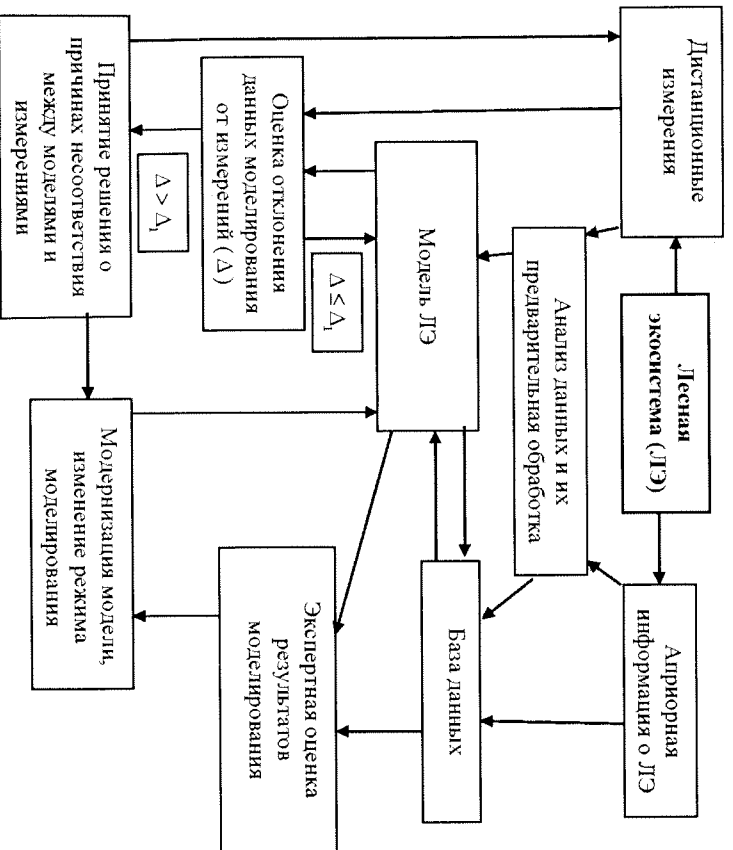 Дистанционные
измерения
Лесная
экосистема (ЛЭ)
Априорная
информация о ЛЭ
Анализ данных и их
предварительная обработка
Модель ЛЭ
База данных
Δ ≤ Δ₁
Оценка отклонения
данных моделирования
от измерений (Δ)
Δ > Δ₁
Экспертная оценка
результатов
моделирования
Принятие решения о
причинах несоответствия
между моделями и
измерениями
Модернизация модели,
изменение режима
моделирования